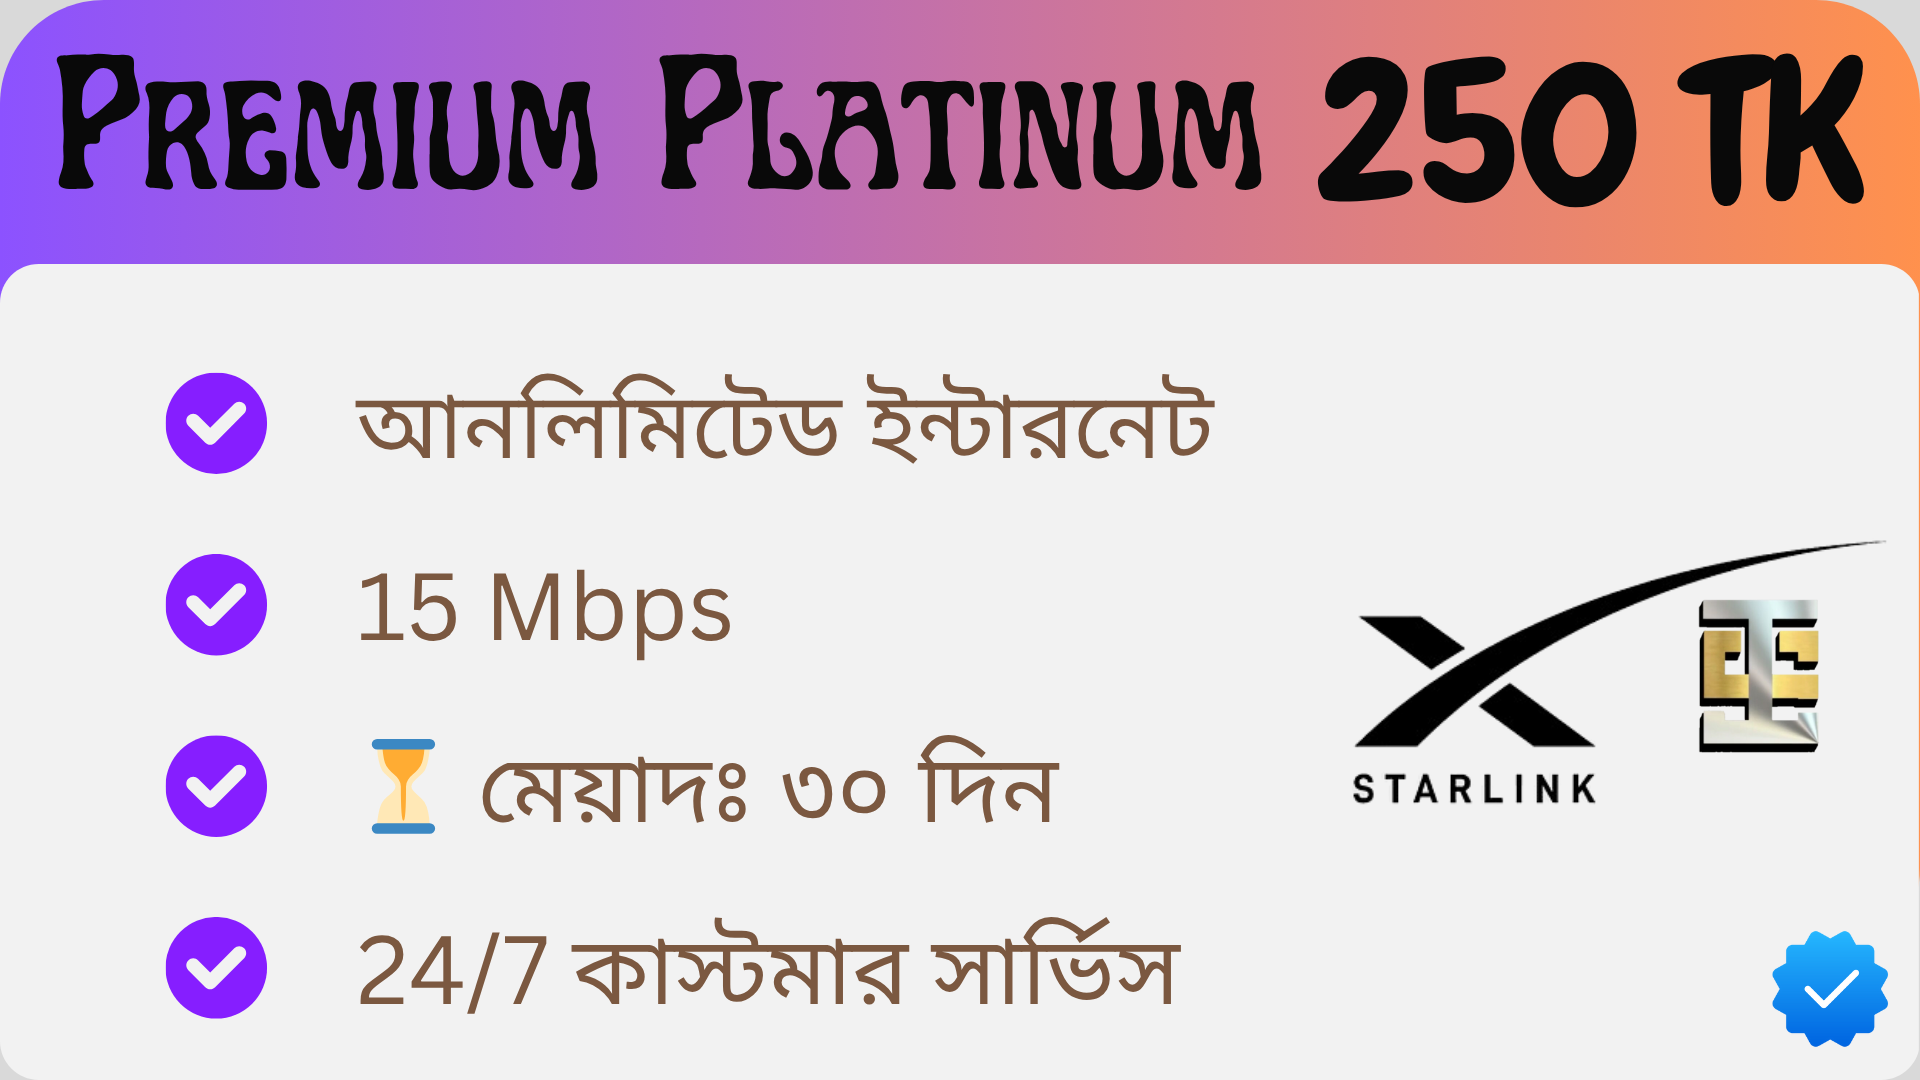 PREMIUM PLATINUM 250 TK
আনলিমিটেড ইন্টারনেট
15 Mbps
⏳ মেয়াদঃ ৩০ দিন
STARLINK
24/7 কাস্টমার সার্ভিস